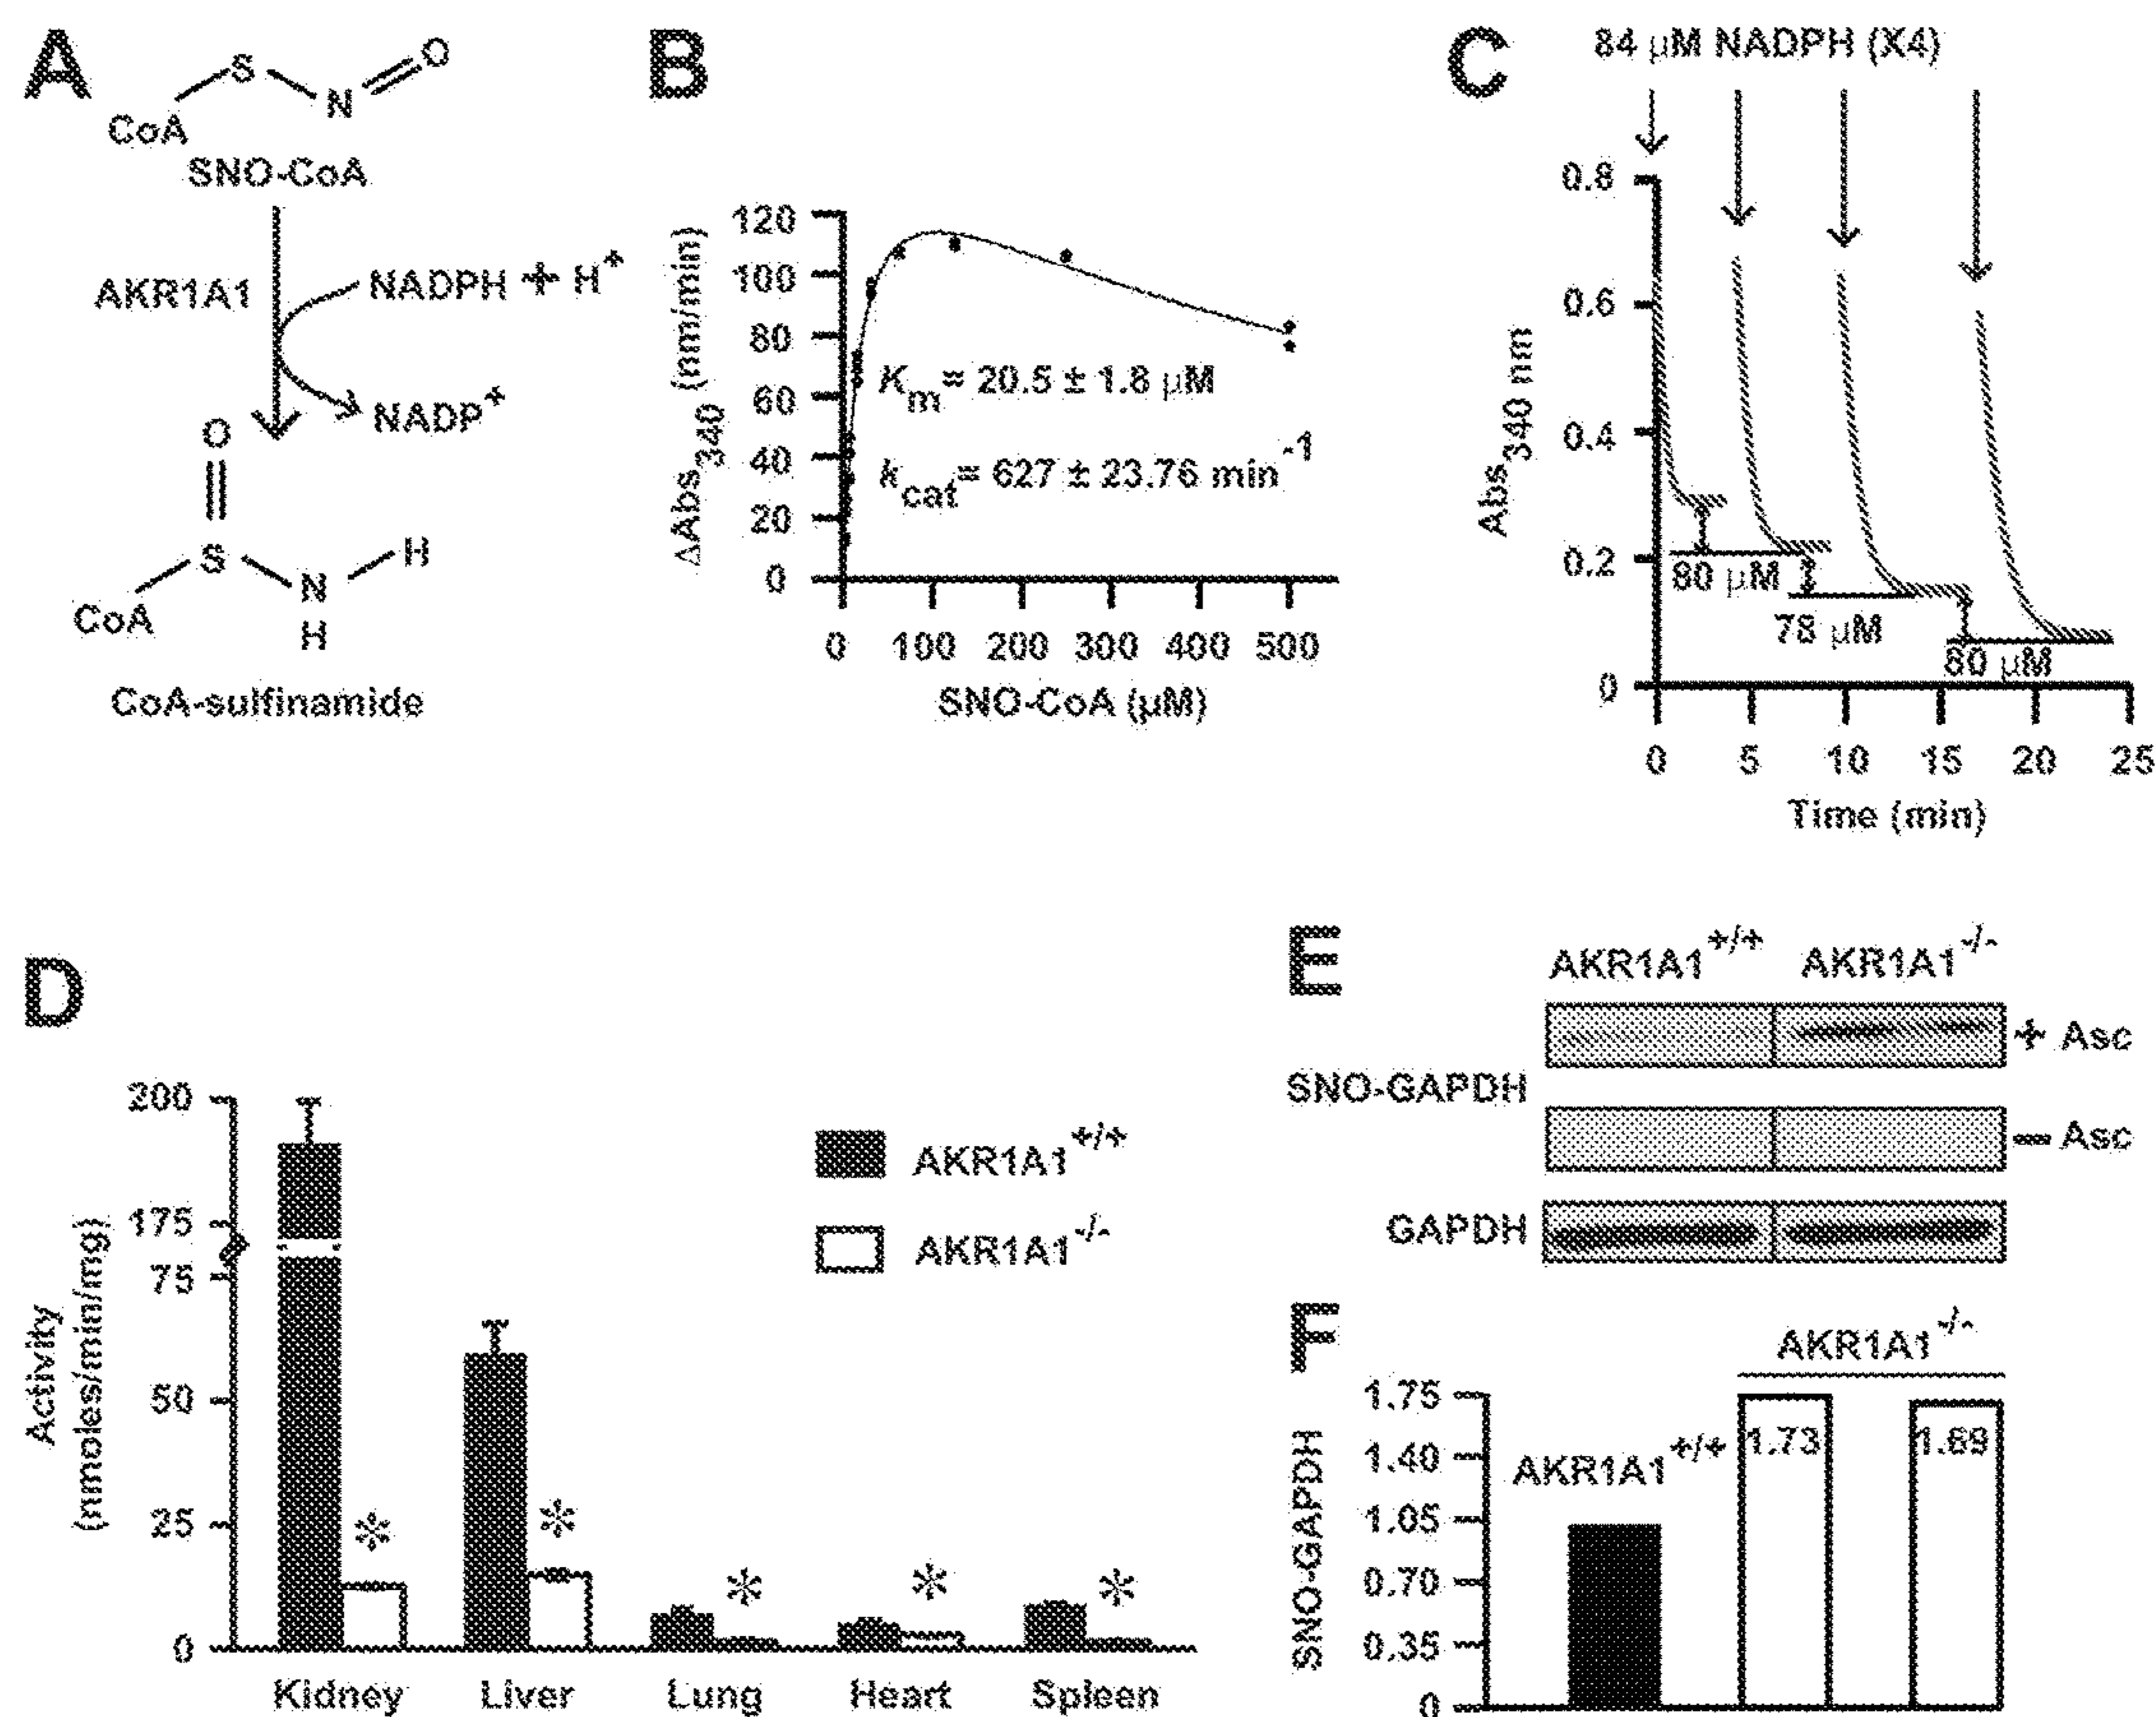 A
S
N
O
CoA
SNO-CoA
AKR1A1
NADPH + H+
NADP+
O
S
N
H
CoA
H
CoA-sulfinamide
B
ΔAbs340 (nm/min)
120
100
80
60
40
20
0
Km = 20.5 ± 1.8 µM
kcat = 627 ± 23.76 min-1
0 100 200 300 400 500
SNO-CoA (µM)
C
84 µM NADPH (X4)
Abs340 nm
0.8
0.6
0.4
0.2
0
80 µM
78 µM
80 µM
0 5 10 15 20 25
Time (min)
D
Activity
(nmoles/min/mg)
200
175
75
50
25
0
AKR1A1+/+
AKR1A1-/-
* * * * *
Kidney Liver Lung Heart Spleen
E
AKR1A1+/+ AKR1A1-/-
+ Asc
SNO-GAPDH
– Asc
GAPDH
F
SNO-GAPDH
1.75
1.40
1.05
0.70
0.35
0
AKR1A1+/+
AKR1A1-/-
1.73
1.69